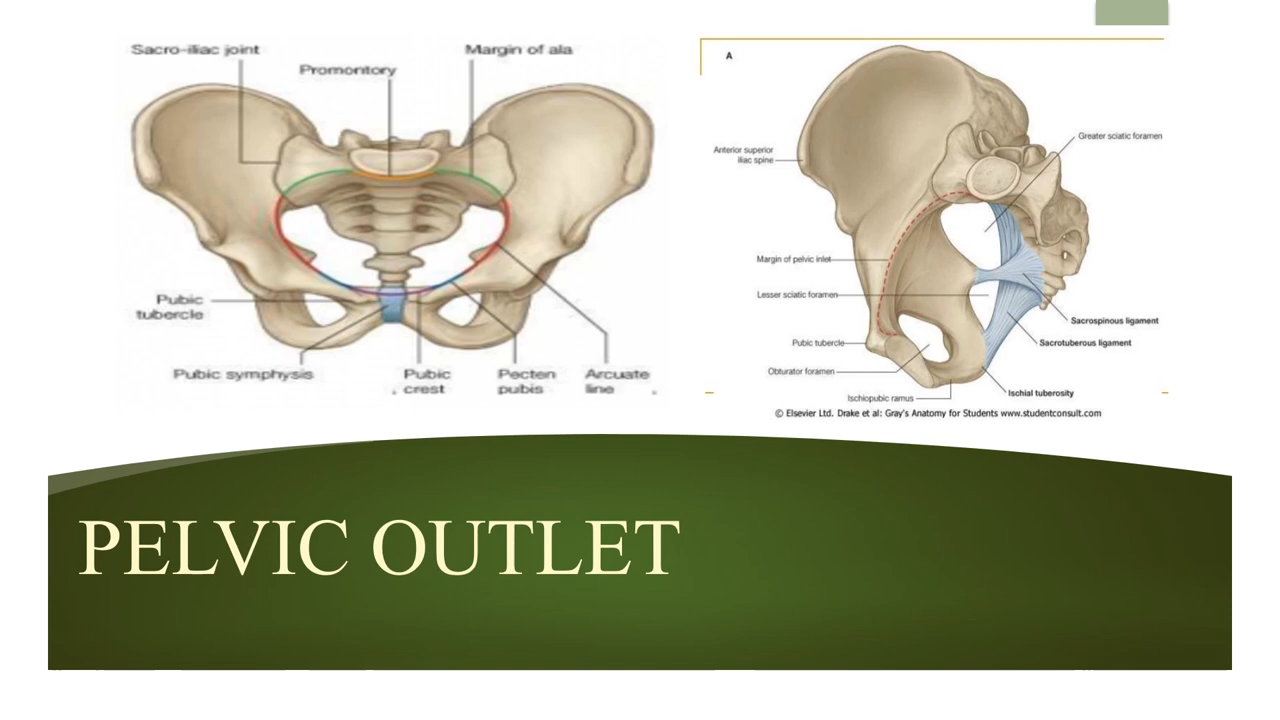 Sacro-iliac joint
Margin of ala
Promontory
Pubic
tubercle
Pubic symphysis
Pubic
crest
Pecten
pubis
Arcuate
line
A
Anterior superior
iliac spine
Greater sciatic foramen
Margin of pelvic inlet
Lesser sciatic foramen
Sacrospinous ligament
Pubic tubercle
Sacrotuberous ligament
Obturator foramen
Ischial tuberosity
Ischiopubic ramus
© Elsevier Ltd. Drake et al: Gray's Anatomy for Students www.studentconsult.com
PELVIC OUTLET